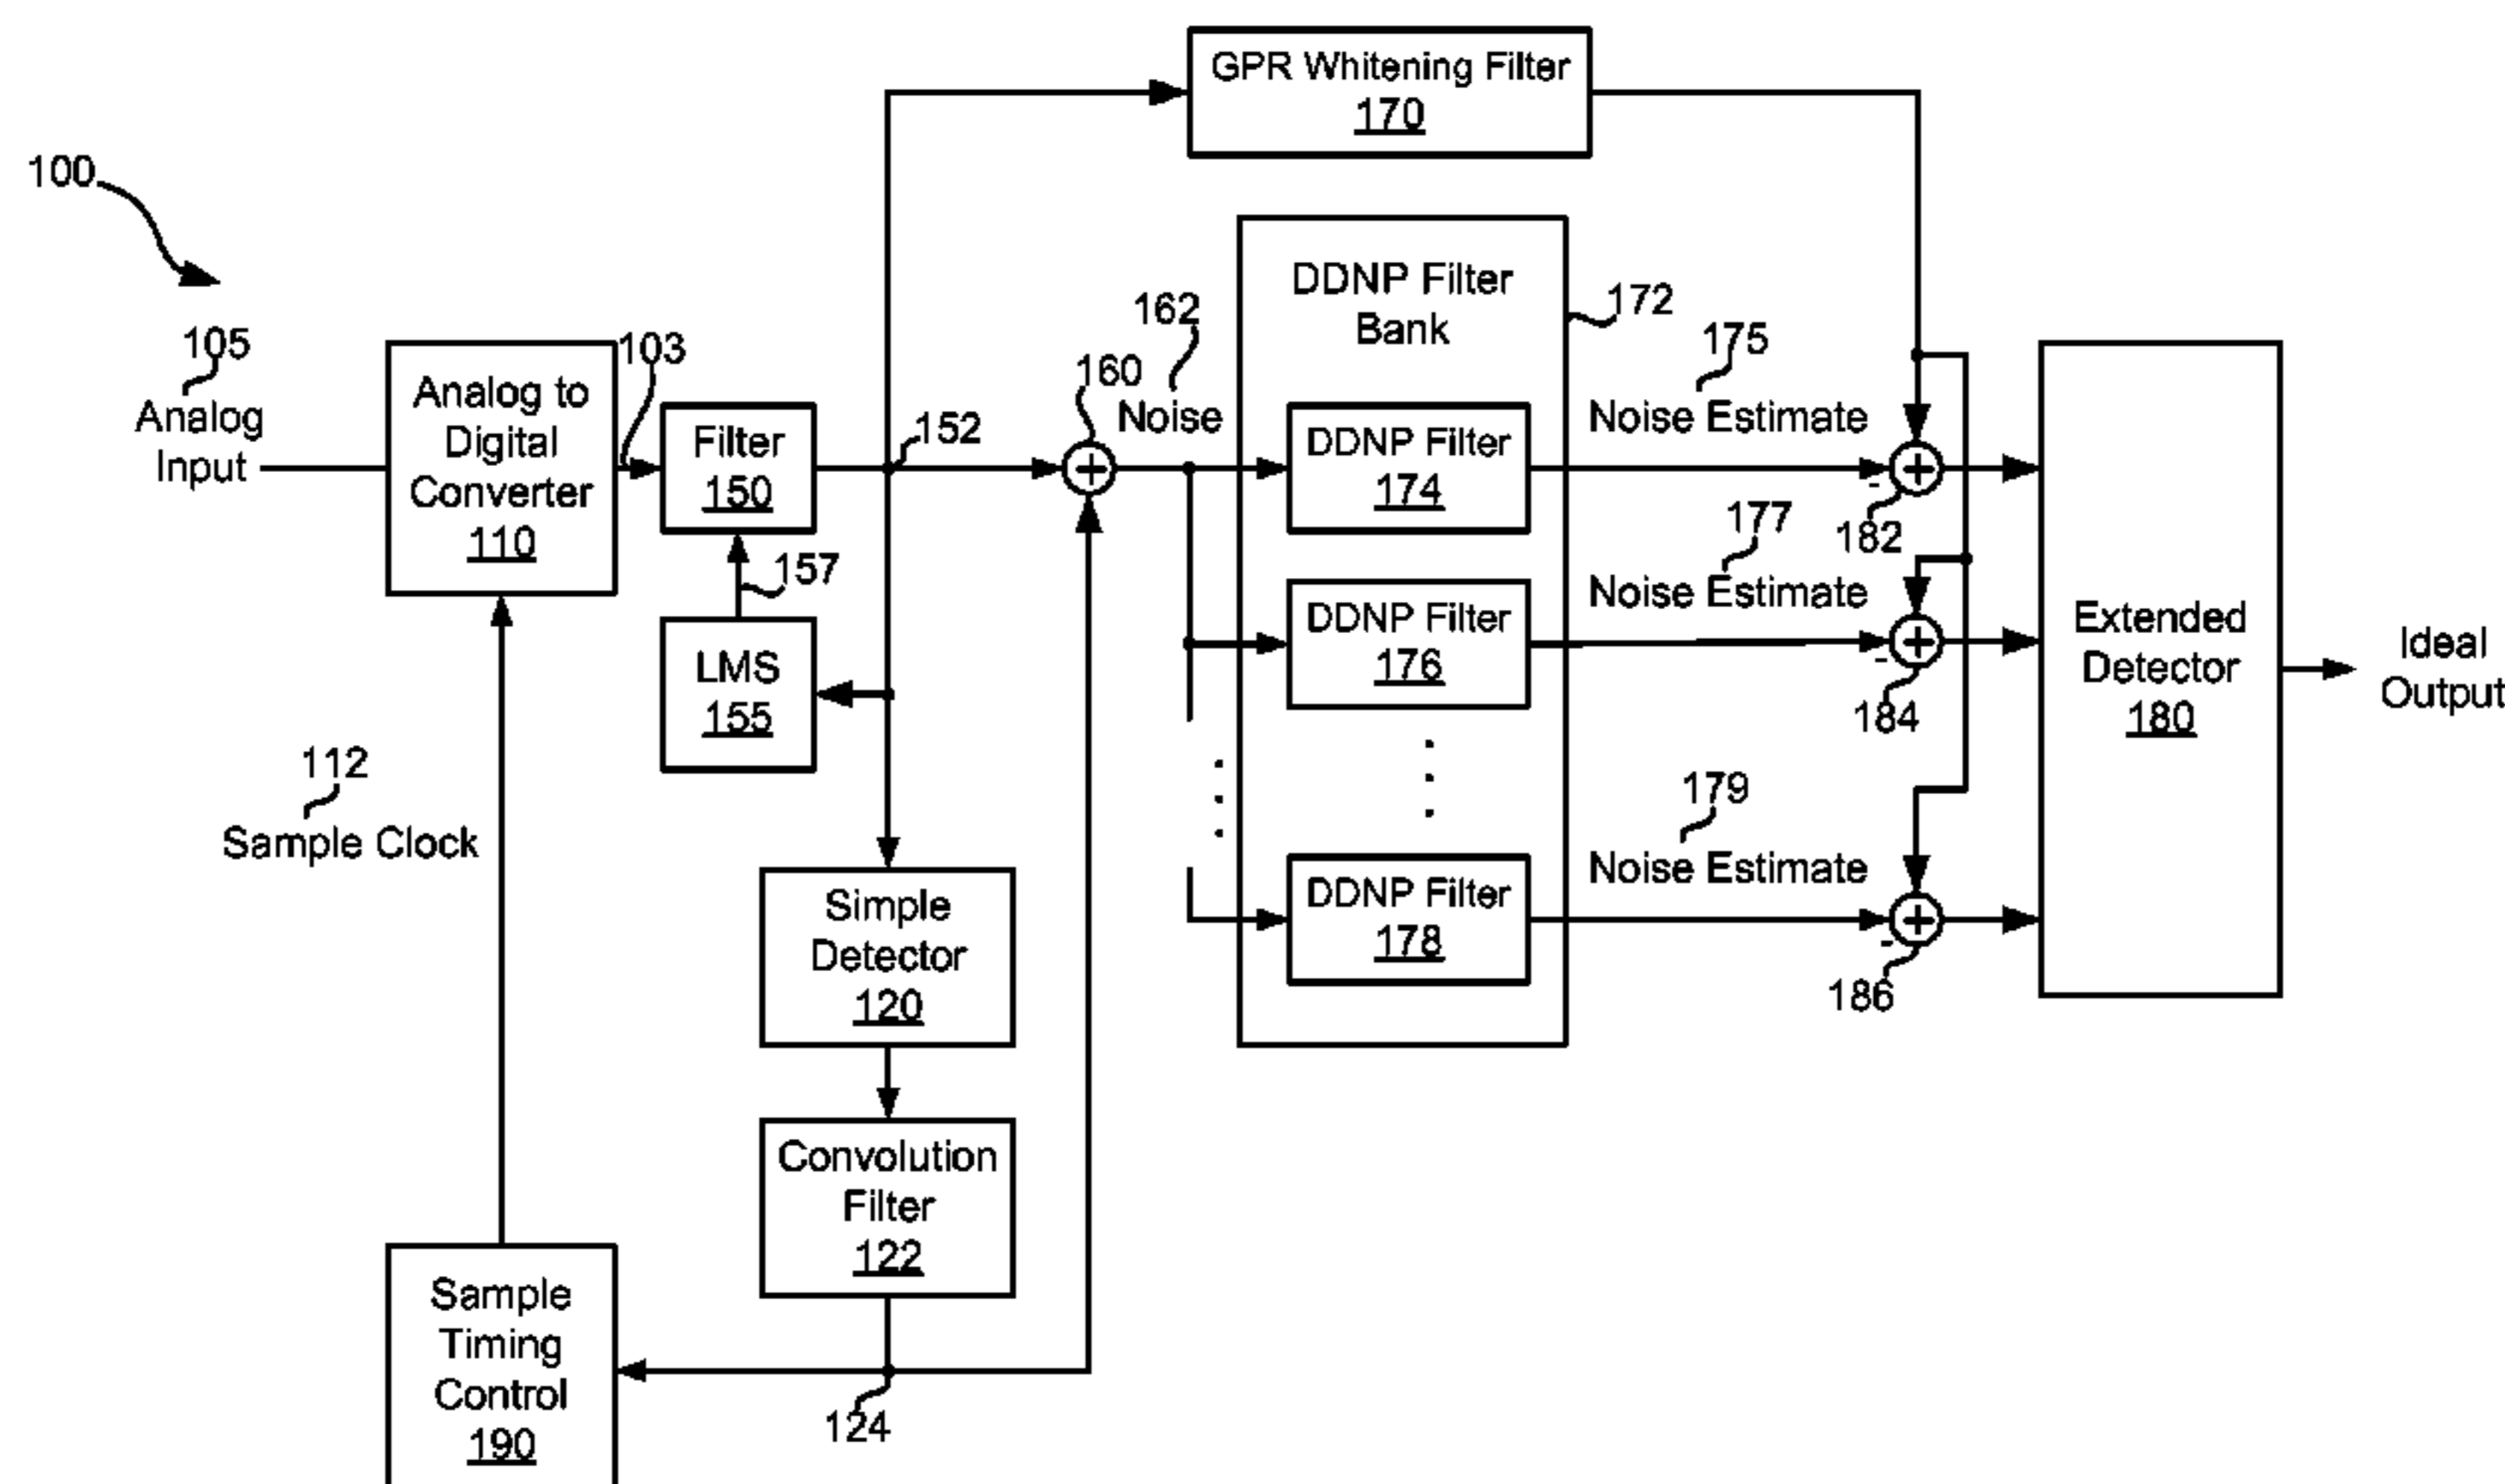 GPR Whitening Filter
170
100
DDNP Filter
Bank
172
162
175
105
103
160
Analog
Input
Analog to
Digital
Converter
110
Filter
150
152
Noise
DDNP Filter
174
Noise Estimate
182
157
177
LMS
155
DDNP Filter
176
Noise Estimate
184
Extended
Detector
180
Ideal
Output
112
Sample Clock
179
Simple
Detector
120
DDNP Filter
178
Noise Estimate
186
Convolution
Filter
122
Sample
Timing
Control
190
124
-
-
-
.
.
.
.
.
.